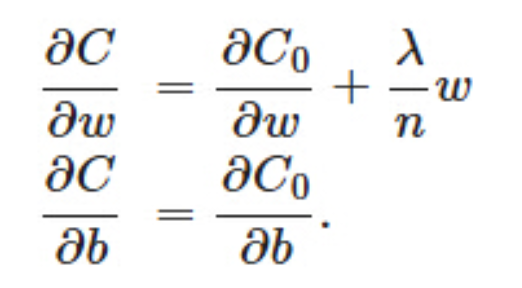 ∂C/∂w = ∂C₀/∂w + λ/n w
∂C/∂b = ∂C₀/∂b.